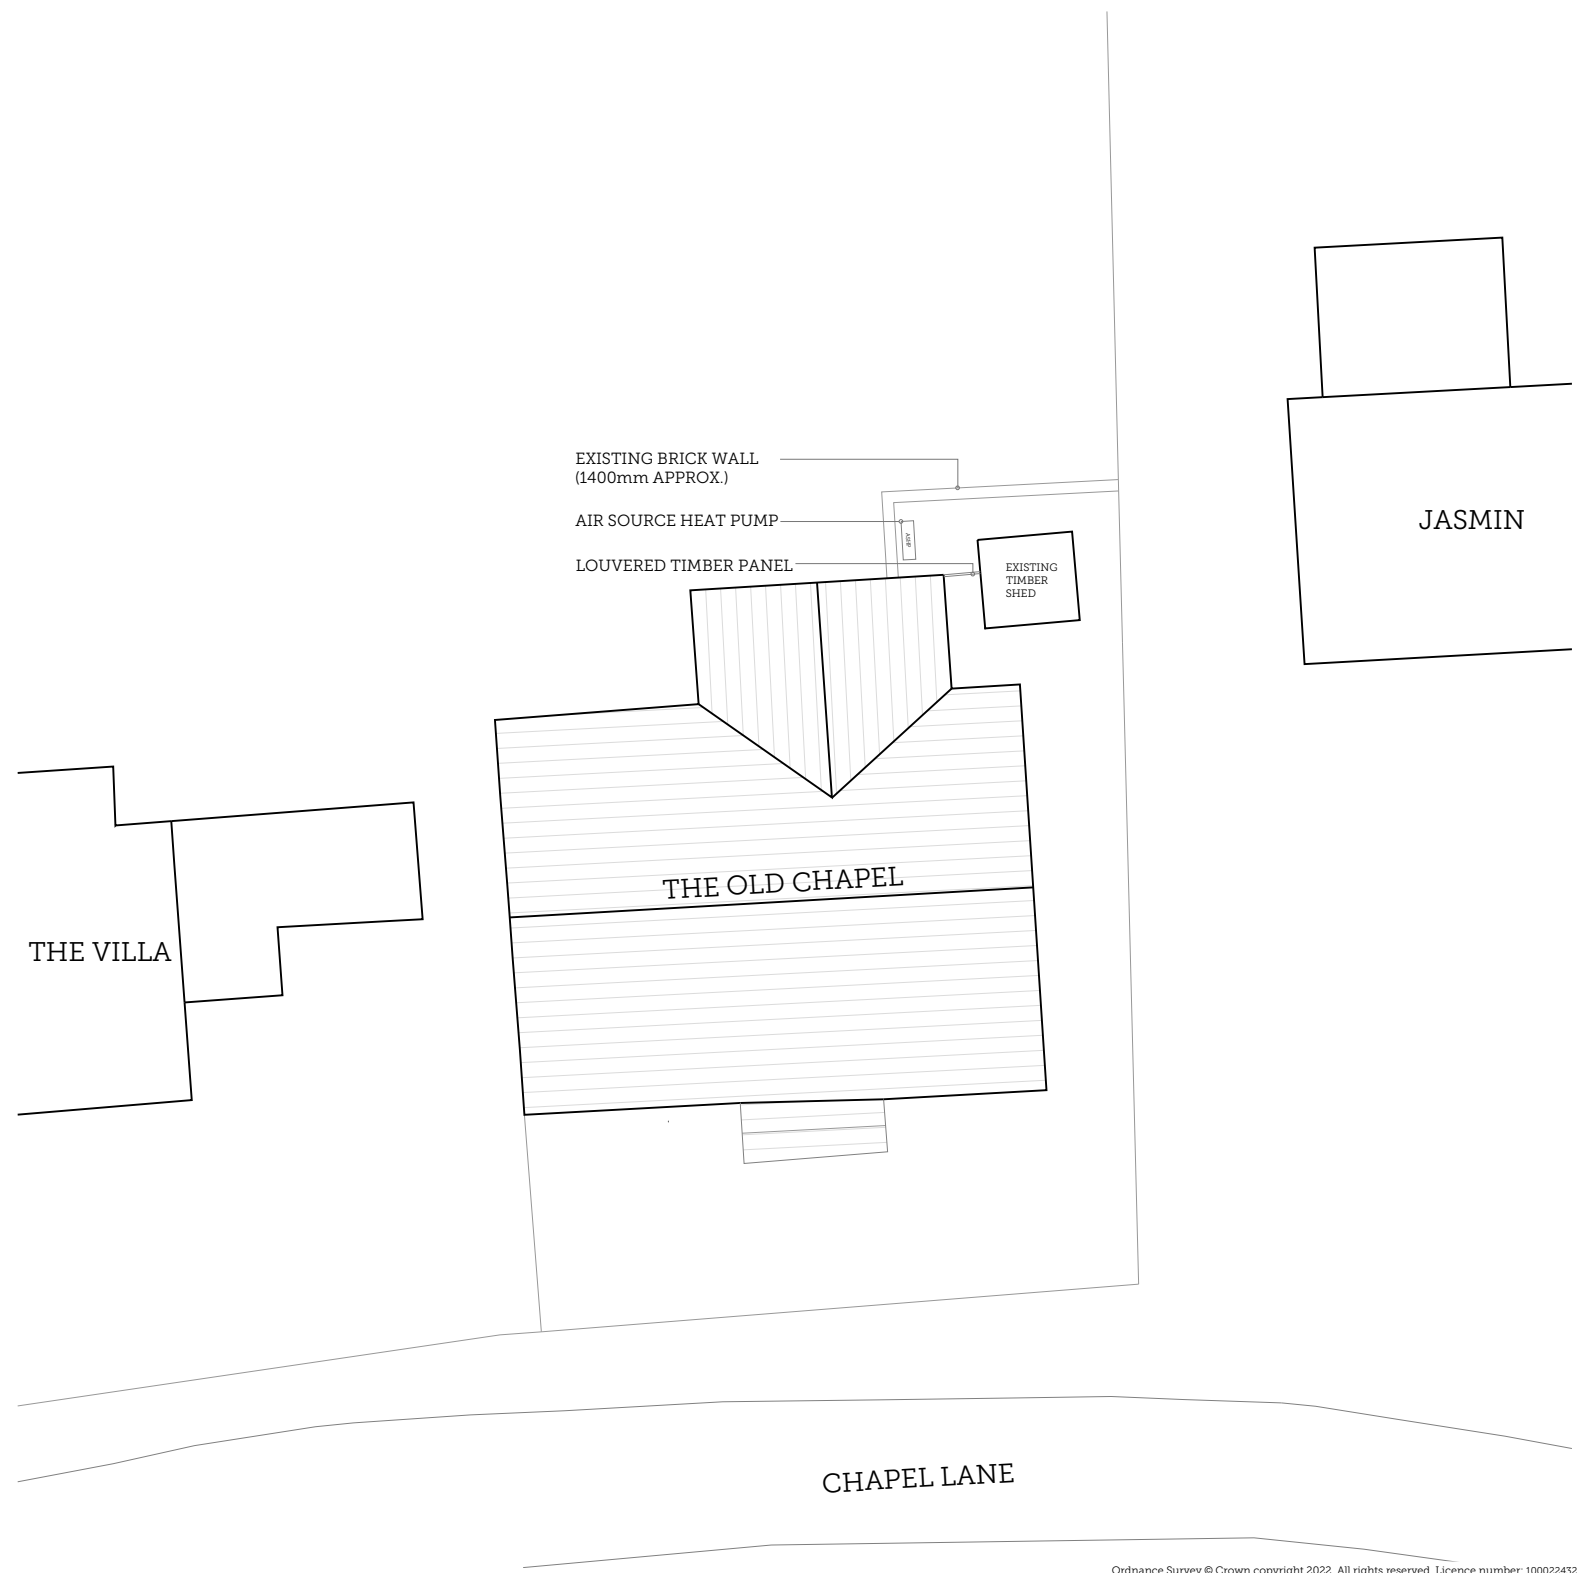 EXISTING BRICK WALL
(1400mm APPROX.)
AIR SOURCE HEAT PUMP
ASHP
LOUVERED TIMBER PANEL
EXISTING
TIMBER
SHED
JASMIN
THE OLD CHAPEL
THE VILLA
CHAPEL LANE
Ordnance Survey © Crown copyright 2022. All rights reserved. Licence number: 100022432